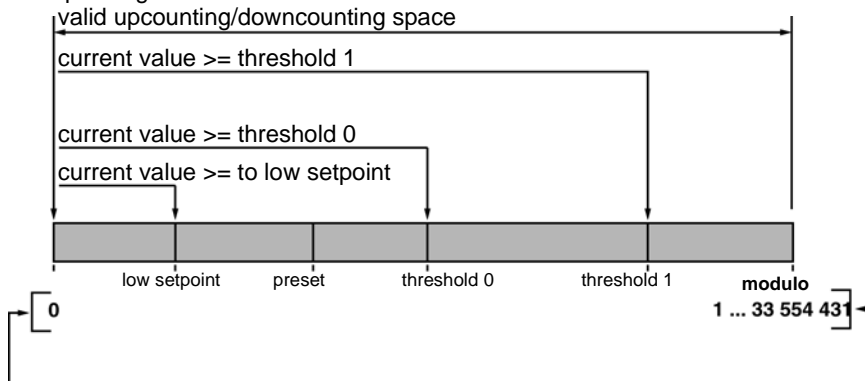 valid upcounting/downcounting space
current value >= threshold 1
current value >= threshold 0
current value >= to low setpoint
low setpoint preset threshold 0 threshold 1 modulo
0 1 ... 33 554 431